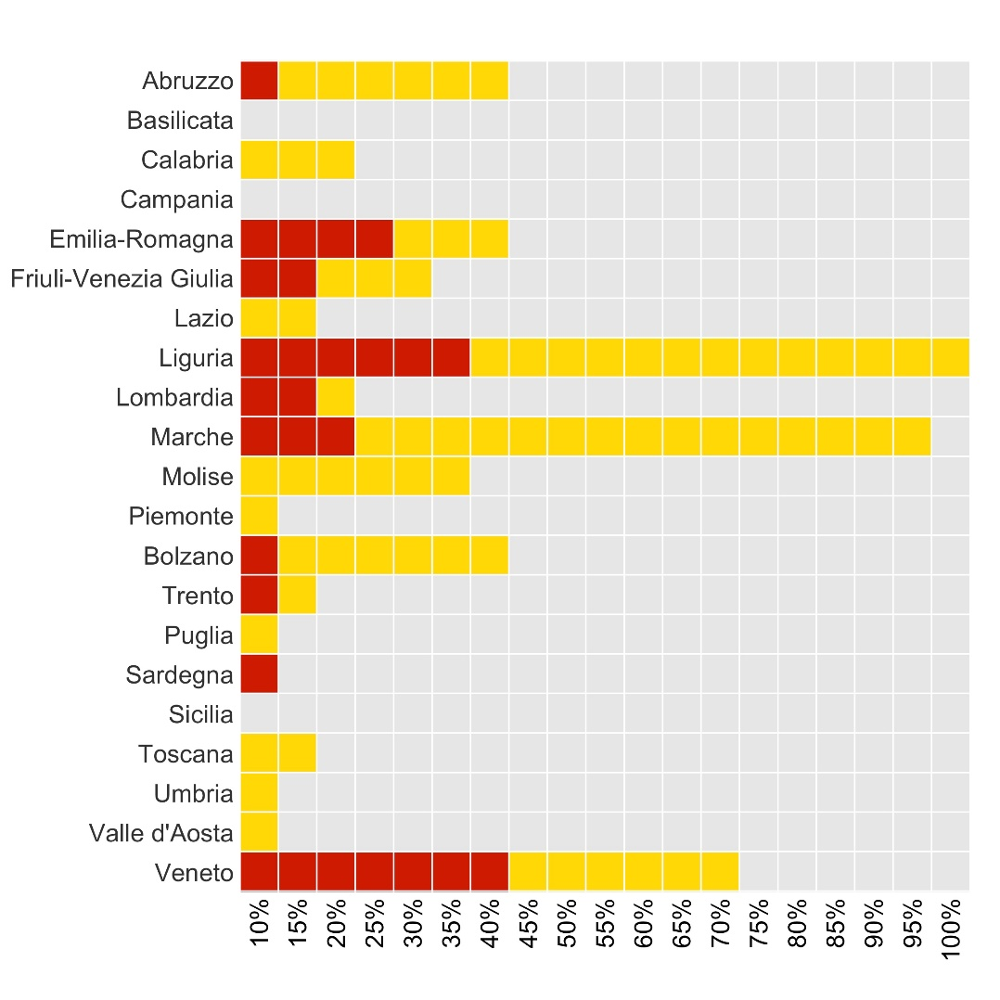 Abruzzo
Basilicata
Calabria
Campania
Emilia-Romagna
Friuli-Venezia Giulia
Lazio
Liguria
Lombardia
Marche
Molise
Piemonte
Bolzano
Trento
Puglia
Sardegna
Sicilia
Toscana
Umbria
Valle d'Aosta
Veneto
10% 15% 20% 25% 30% 35% 40% 45% 50% 55% 60% 65% 70% 75% 80% 85% 90% 95% 100%